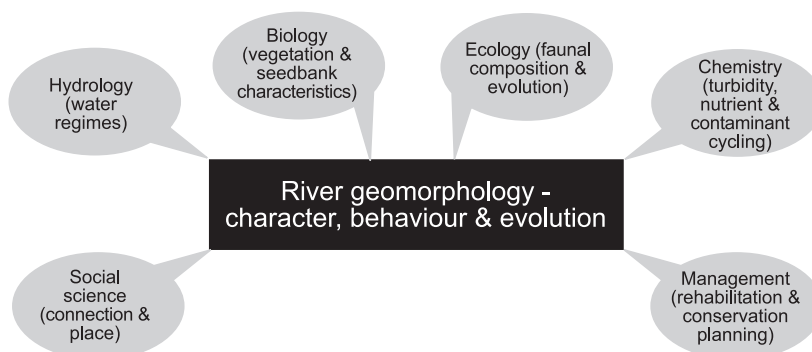 Hydrology
(water
regimes)
Biology
(vegetation &
seedbank
characteristics)
Ecology (faunal
composition &
evolution)
Chemistry
(turbidity,
nutrient &
contaminant
cycling)
River geomorphology -
character, behaviour & evolution
Social
science
(connection &
place)
Management
(rehabilitation &
conservation
planning)